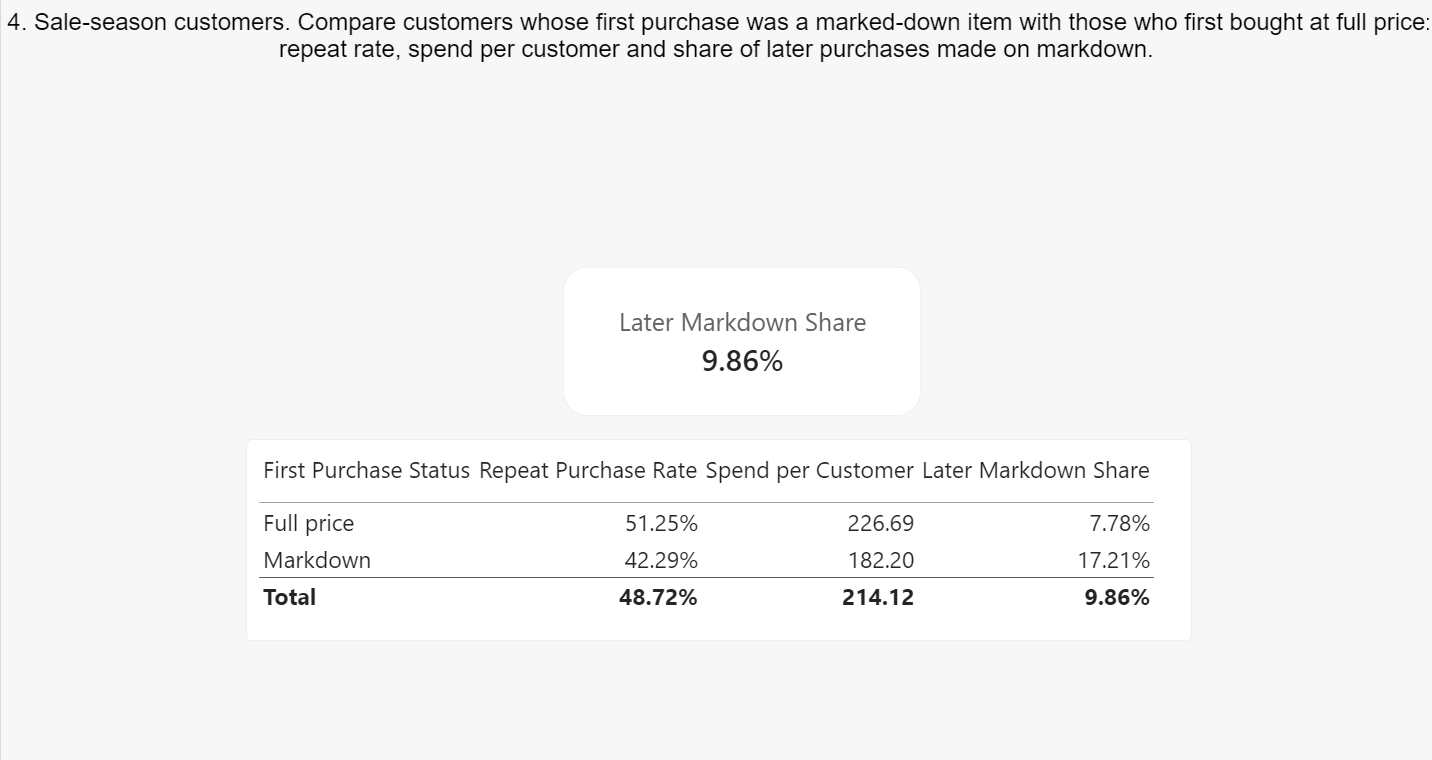 4. Sale-season customers. Compare customers whose first purchase was a marked-down item with those who first bought at full price:
repeat rate, spend per customer and share of later purchases made on markdown.
Later Markdown Share
9.86%
First Purchase Status Repeat Purchase Rate Spend per Customer Later Markdown Share
Full price 51.25% 226.69 7.78%
Markdown 42.29% 182.20 17.21%
Total 48.72% 214.12 9.86%